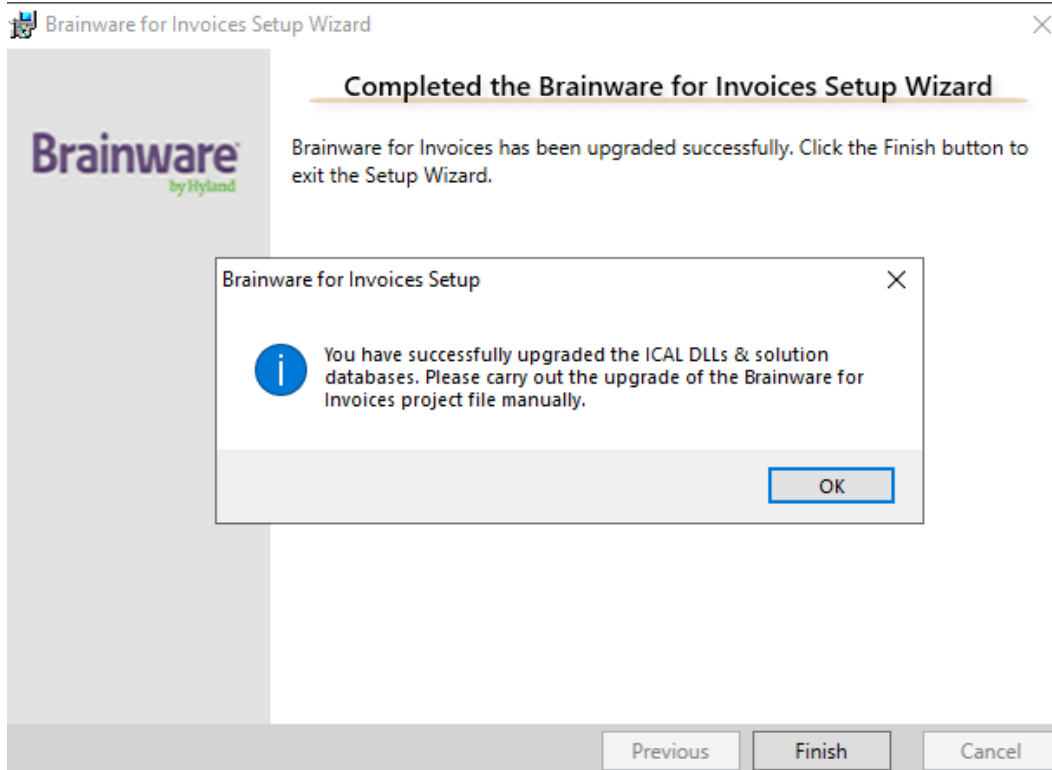 Brainware for Invoices Setup Wizard
Completed the Brainware for Invoices Setup Wizard
Brainware
by Hyland
Brainware for Invoices has been upgraded successfully. Click the Finish button to
exit the Setup Wizard.
Brainware for Invoices Setup
You have successfully upgraded the ICAL DLLs & solution
databases. Please carry out the upgrade of the Brainware for
Invoices project file manually.
OK
Previous
Finish
Cancel